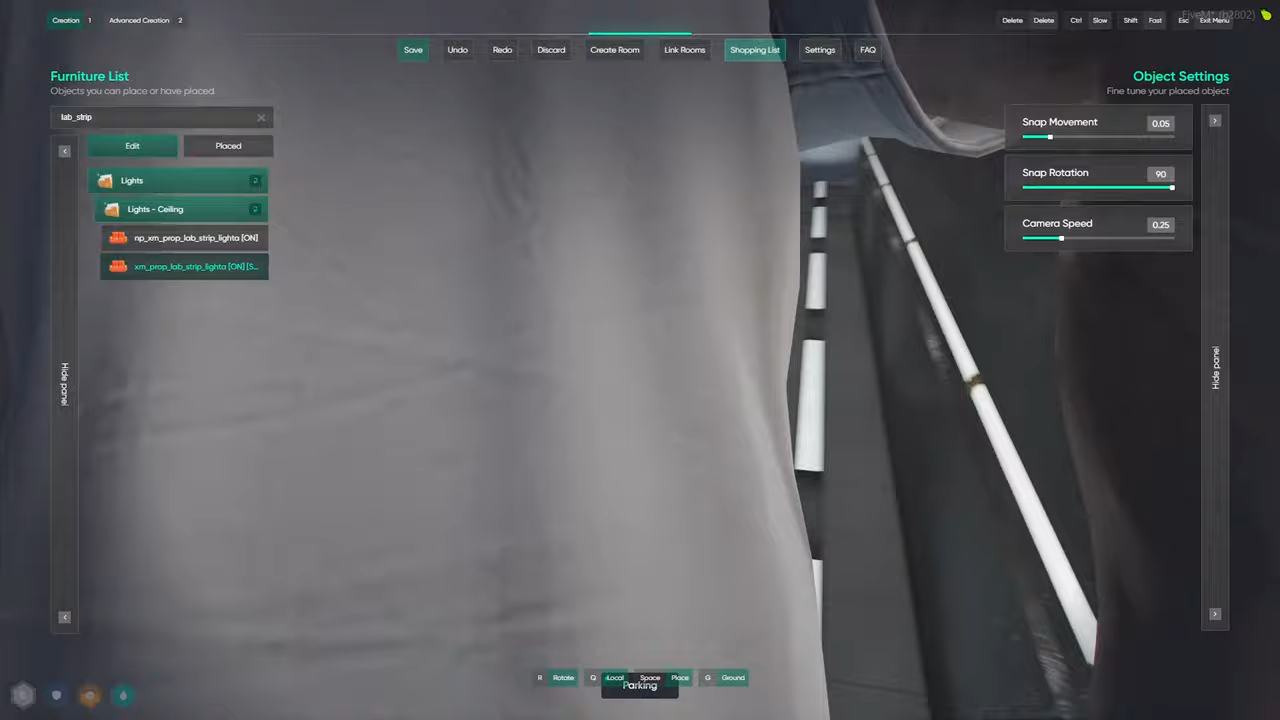 Creation 1 Advanced Creation 2
Delete Delete Ctrl Slow Shift Fast Esc Exit Menu
FiveM* (b2802)
Save Undo Redo Discard Create Room Link Rooms Shopping List Settings FAQ
Furniture List
Objects you can place or have placed.
lab_strip
Edit Placed
Lights 2
Lights - Ceiling 2
np_xm_prop_lab_strip_lighta [ON]
xm_prop_lab_strip_lighta [ON] [S...
Hide panel
Object Settings
Fine tune your placed object
Snap Movement 0.05
Snap Rotation 90
Camera Speed 0.25
Hide panel
R Rotate Q Local Space Place G Ground
Parking